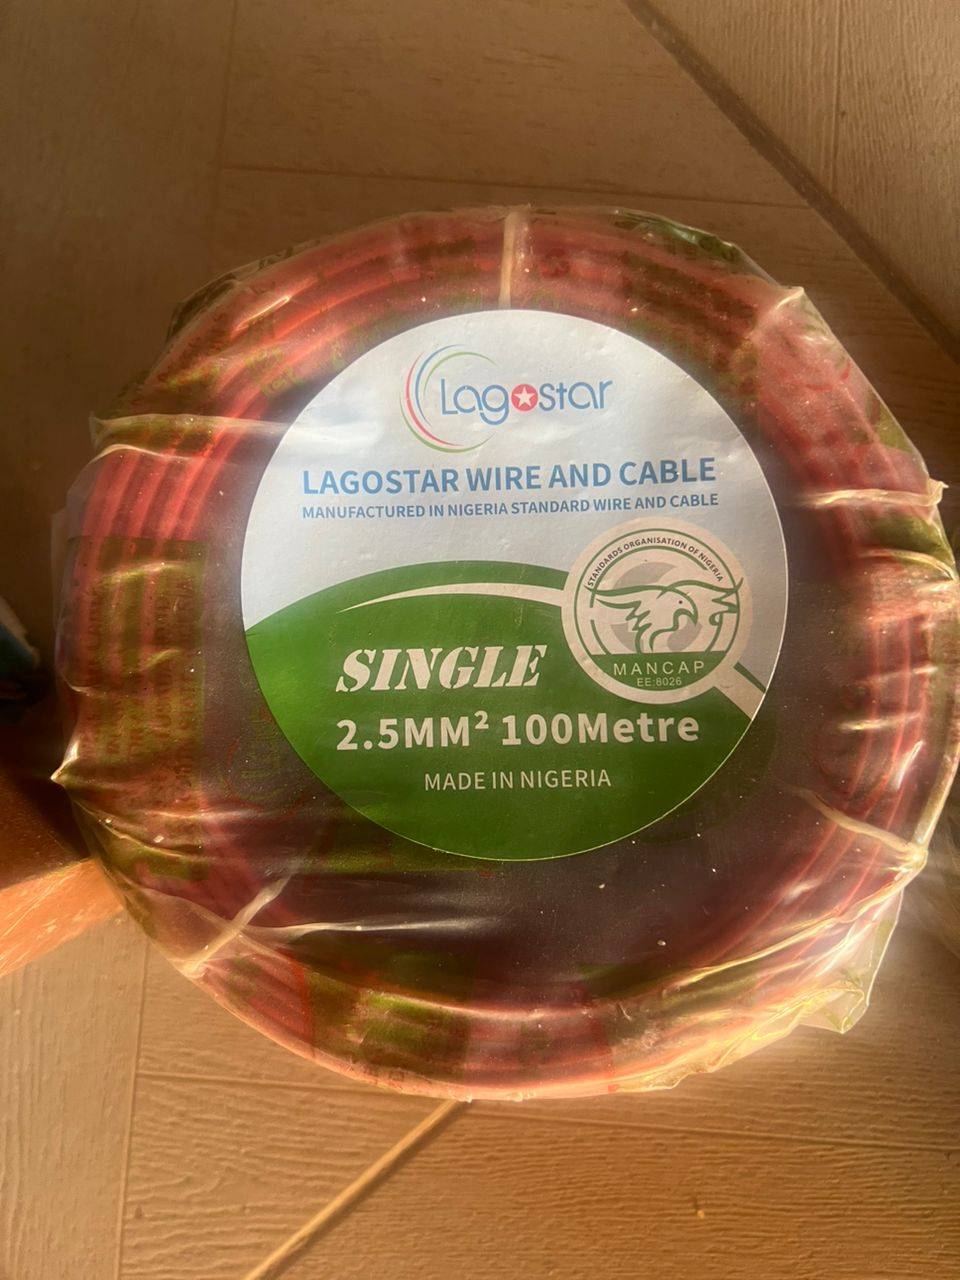 Lagostar
LAGOSTAR WIRE AND CABLE
MANUFACTURED IN NIGERIA STANDARD WIRE AND CABLE
STANDARDS ORGANISATION OF NIGERIA
MANCAP
EE:8026
SINGLE
2.5MM² 100Metre
MADE IN NIGERIA